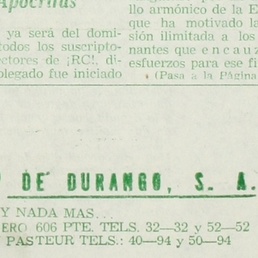 Apócrifas
ya será del domi-
todos los suscripto-
ectores de ¡RC!, di-
plegado fue iniciado
llo armónico de la E
que ha motivado la
sión ilimitada a los
nantes que encauz
esfuerzos para ese fi
(Pasa a la Página
DE DURANGO, S. A.
Y NADA MAS...
ERO 606 PTE. TELS. 32—32 y 52—52
PASTEUR TELS.: 40—94 y 50—94